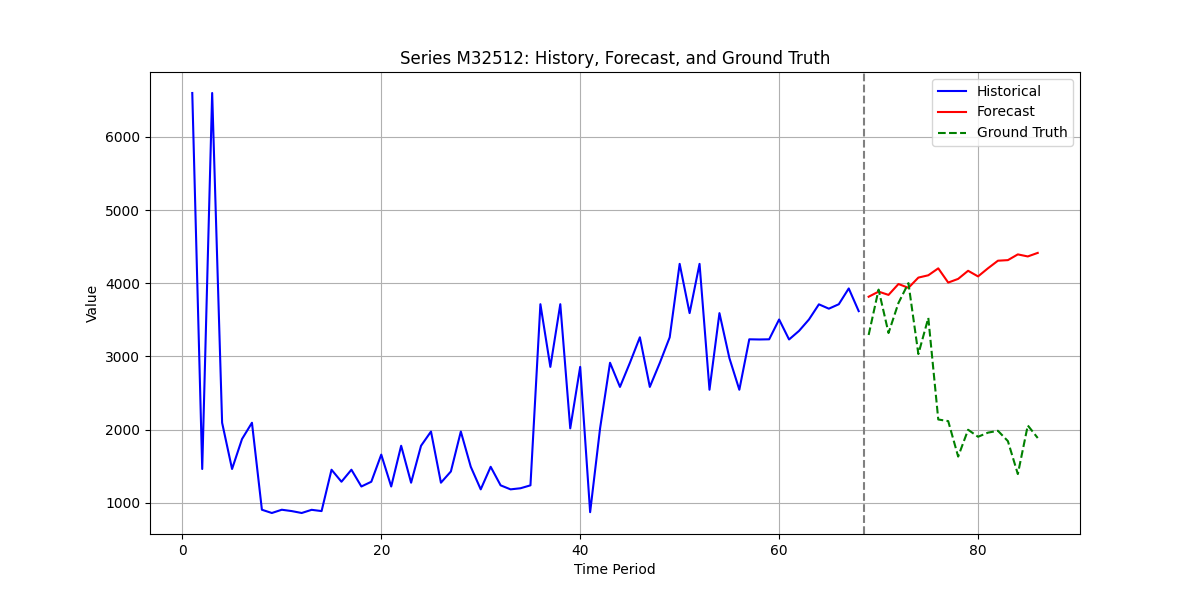 Series M32512: History, Forecast, and Ground Truth
Historical
Forecast
Ground Truth
6000
5000
4000
3000
2000
1000
Value
0
20
40
60
80
Time Period